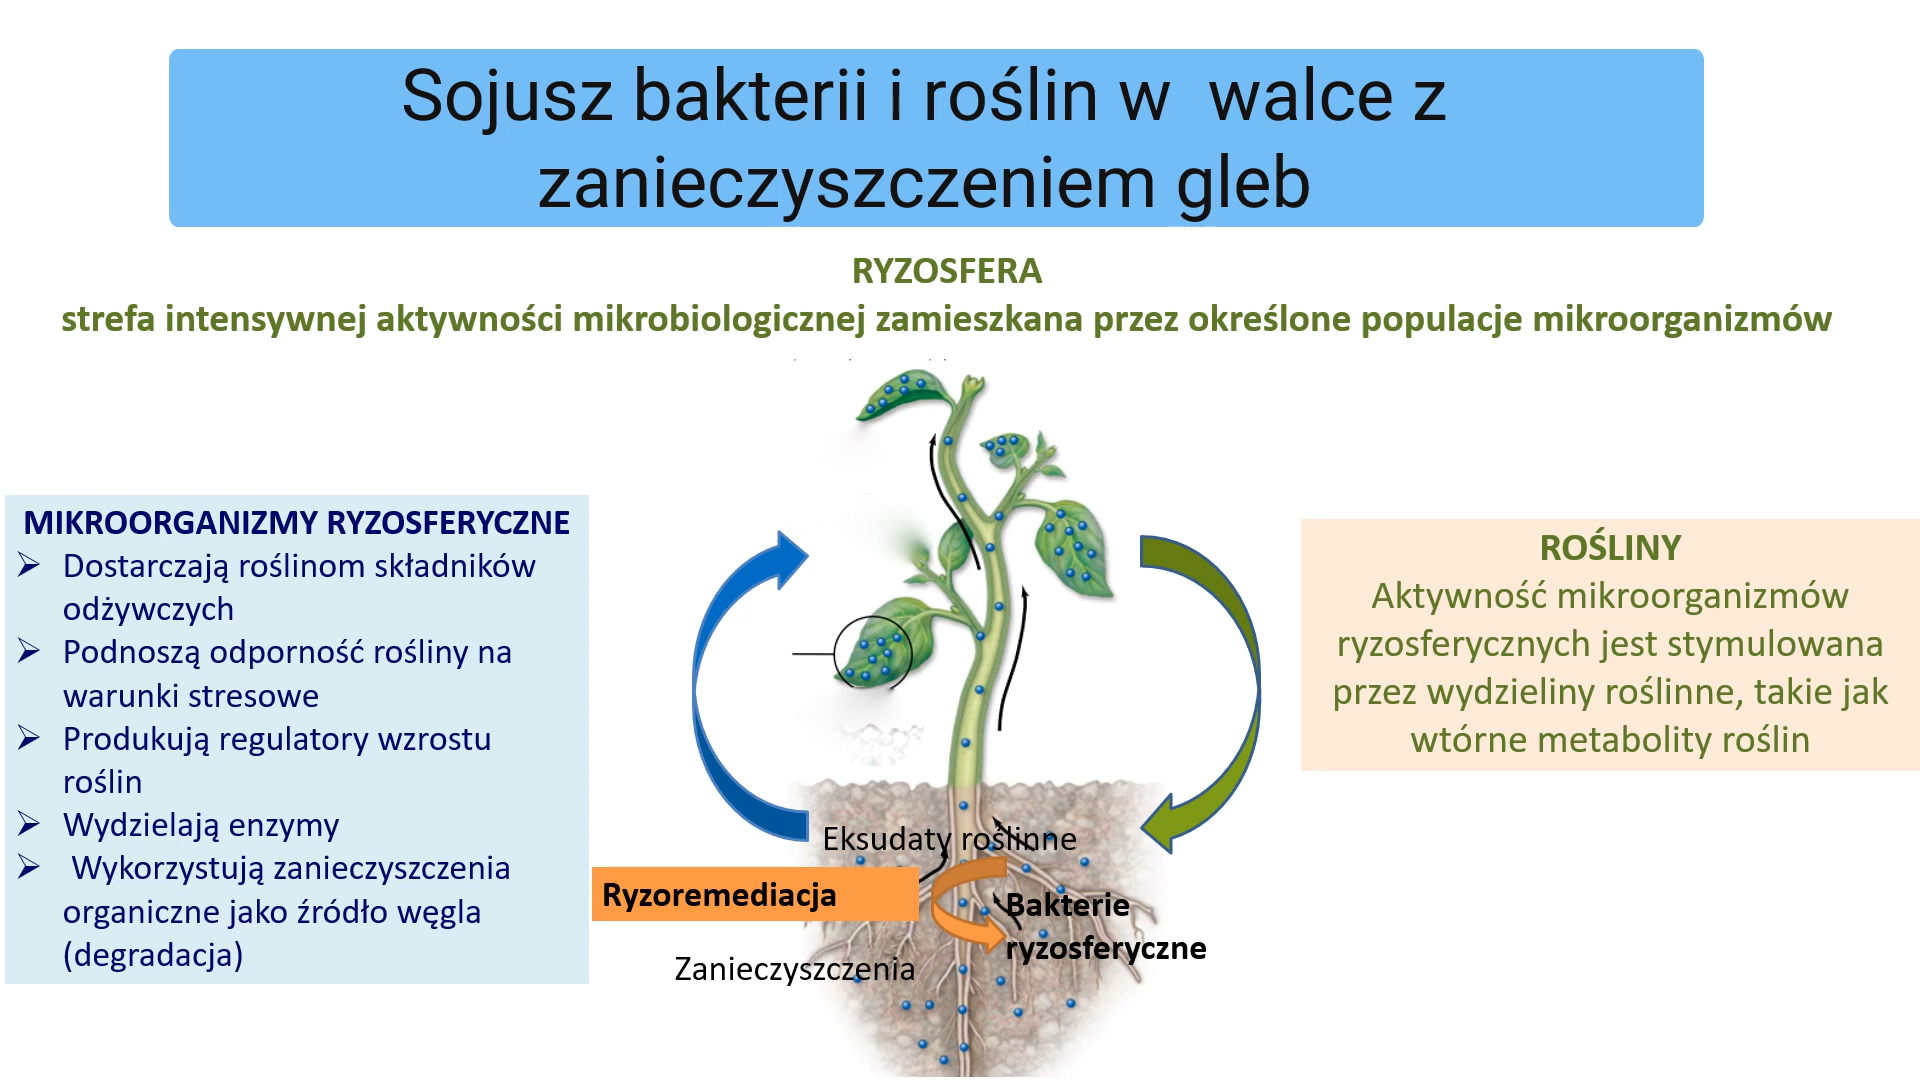 Sojusz bakterii i roślin w  walce z
zanieczyszczeniem gleb
RYZOSFERA
strefa intensywnej aktywności mikrobiologicznej zamieszkana przez określone populacje mikroorganizmów
MIKROORGANIZMY RYZOSFERYCZNE
Dostarczają roślinom składników
odżywczych
Podnoszą odporność rośliny na
warunki stresowe
Produkują regulatory wzrostu
roślin
Wydzielają enzymy
Wykorzystują zanieczyszczenia
organiczne jako źródło węgla
(degradacja)
ROŚLINY
Aktywność mikroorganizmów
ryzosferycznych jest stymulowana
przez wydzieliny roślinne, takie jak
wtórne metabolity roślin
Eksudaty roślinne
Ryzoremediacja
Bakterie
ryzosferyczne
Zanieczyszczenia